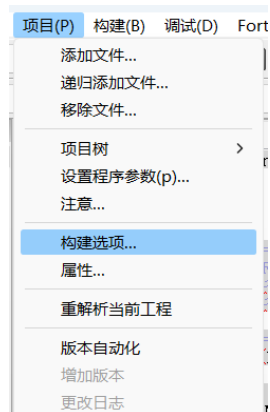 项目(P) 构建(B) 调试(D) Fort
添加文件...
递归添加文件...
移除文件...
项目树 >
设置程序参数(p)...
注意...
构建选项...
属性...
重解析当前工程
版本自动化
增加版本
更改日志